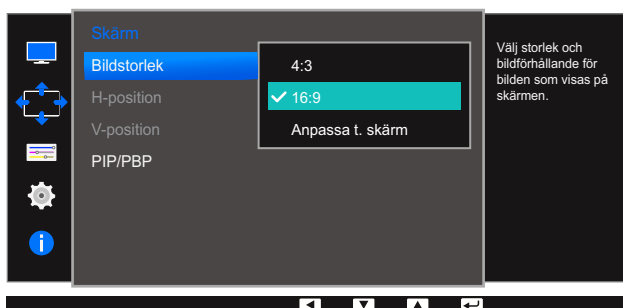 Skärm
Bildstorlek
4:3
H-position
16:9
V-position
Anpassa t. skärm
PIP/PBP
Välj storlek och
bildförhållande för
bilden som visas på
skärmen.